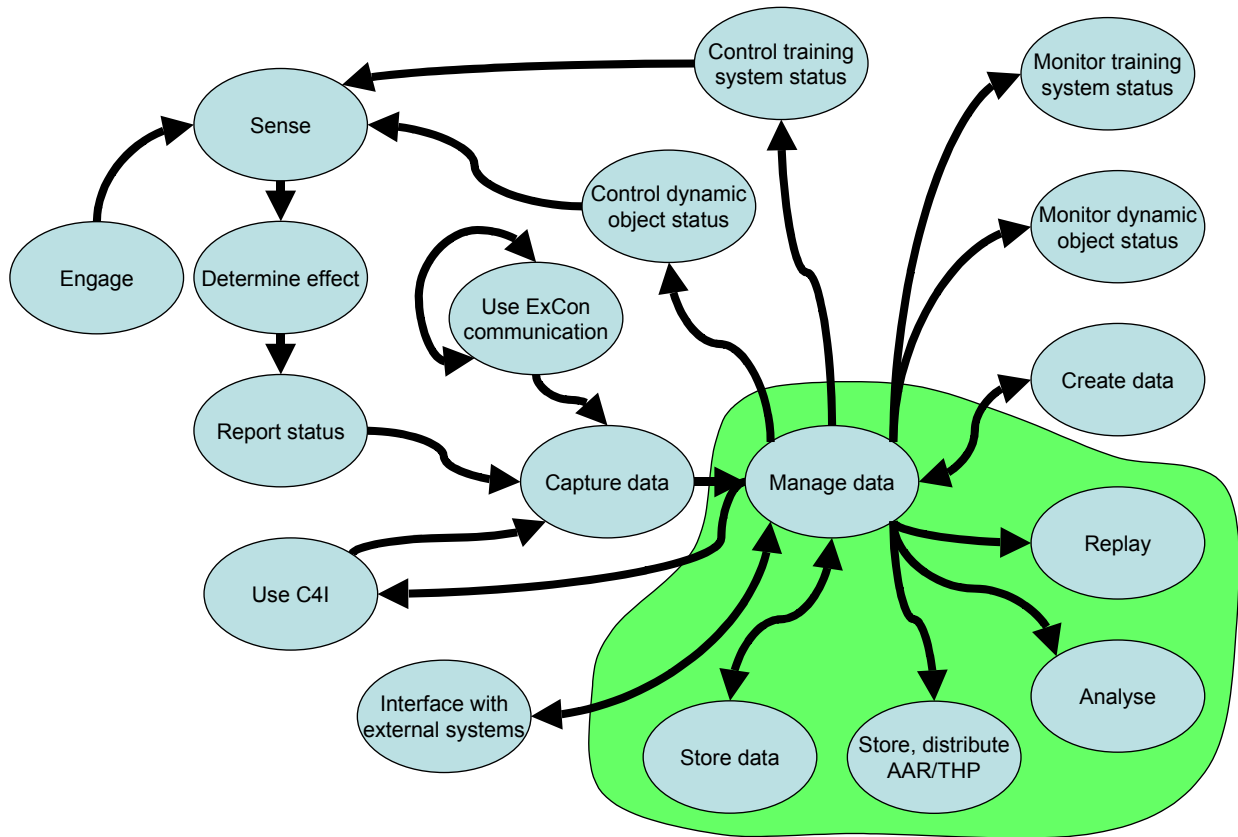 Control training
system status
Monitor training
system status
Sense
Control dynamic
object status
Monitor dynamic
object status
Engage
Determine effect
Use ExCon
communication
Create data
Report status
Capture data
Manage data
Replay
Use C4I
Interface with
external systems
Analyse
Store data
Store, distribute
AAR/THP